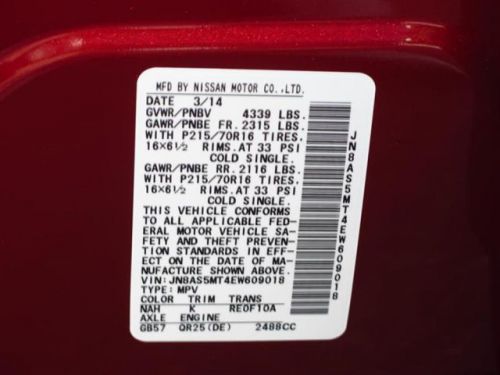 MFD BY NISSAN MOTOR CO.,LTD.
DATE 3/14
GVWR/PNBV 4339 LBS.
GAWR/PNBE FR. 2315 LBS.
WITH P215/70R16 TIRES.
16×6½ RIMS. AT 33 PSI
COLD SINGLE.
GAWR/PNBE RR. 2116 LBS.
WITH P215/70R16 TIRES.
16×6½ RIMS. AT 33 PSI
COLD SINGLE.
THIS VEHICLE CONFORMS
TO ALL APPLICABLE FED-
ERAL MOTOR VEHICLE SA-
FETY AND THEFT PREVEN-
TION STANDARDS IN EFF-
ECT ON THE DATE OF MA-
NUFACTURE SHOWN ABOVE.
VIN:JN8AS5MT4EW609018
TYPE: MPV
COLOR TRIM TRANS
NAH K RE0F10A
AXLE ENGINE
GB57 QR25(DE) 2488CC
JN8AS5MT4EW609018